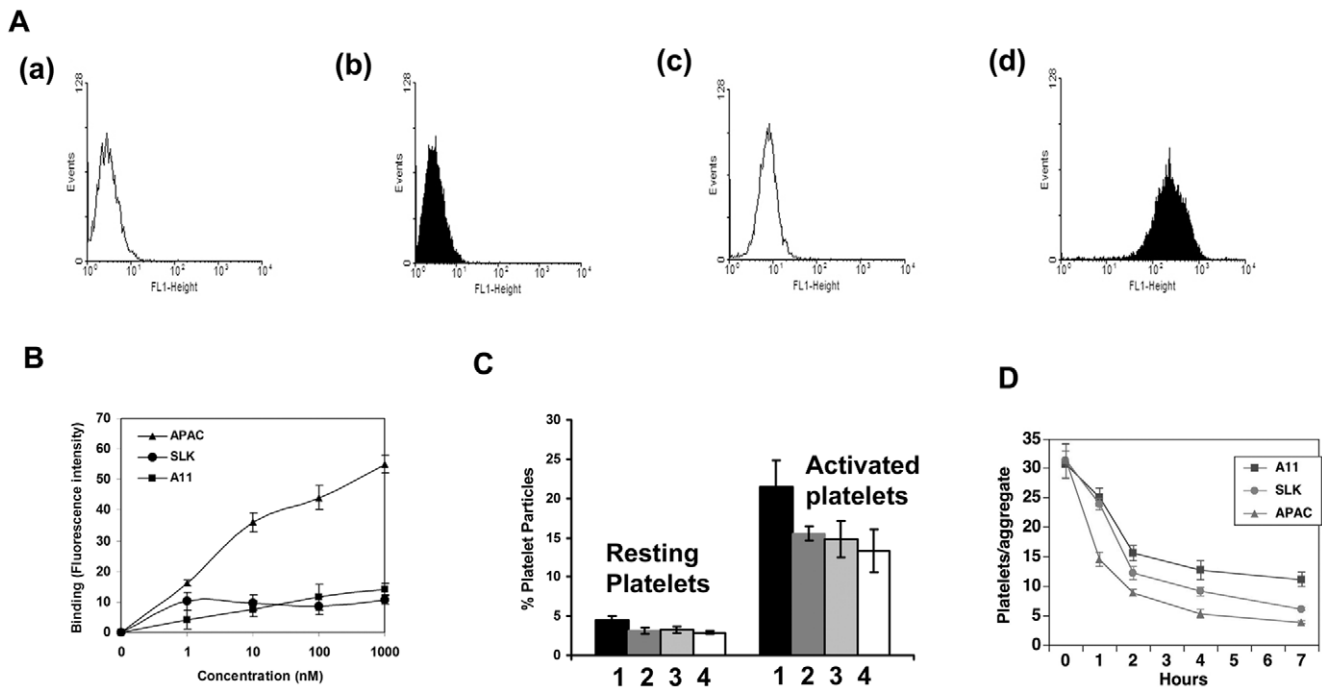 A
(a)
(b)
(c)
(d)
128
Events
0
10⁰ 10¹ 10² 10³ 10⁴
FL1-Height
128
Events
0
10⁰ 10¹ 10² 10³ 10⁴
FL1-Height
128
Events
0
10⁰ 10¹ 10² 10³ 10⁴
FL1-Height
128
Events
0
10⁰ 10¹ 10² 10³ 10⁴
FL1-Height
B
Binding (Fluorescence intensity)
70
60
50
40
30
20
10
0
APAC
SLK
A11
0 1 10 100 1000
Concentration (nM)
C
% Platelet Particles
30
25
20
15
10
5
0
Resting
Platelets
Activated
platelets
1 2 3 4
1 2 3 4
D
Platelets/aggregate
35
30
25
20
15
10
5
0
A11
SLK
APAC
0 1 2 3 4 5 6 7
Hours